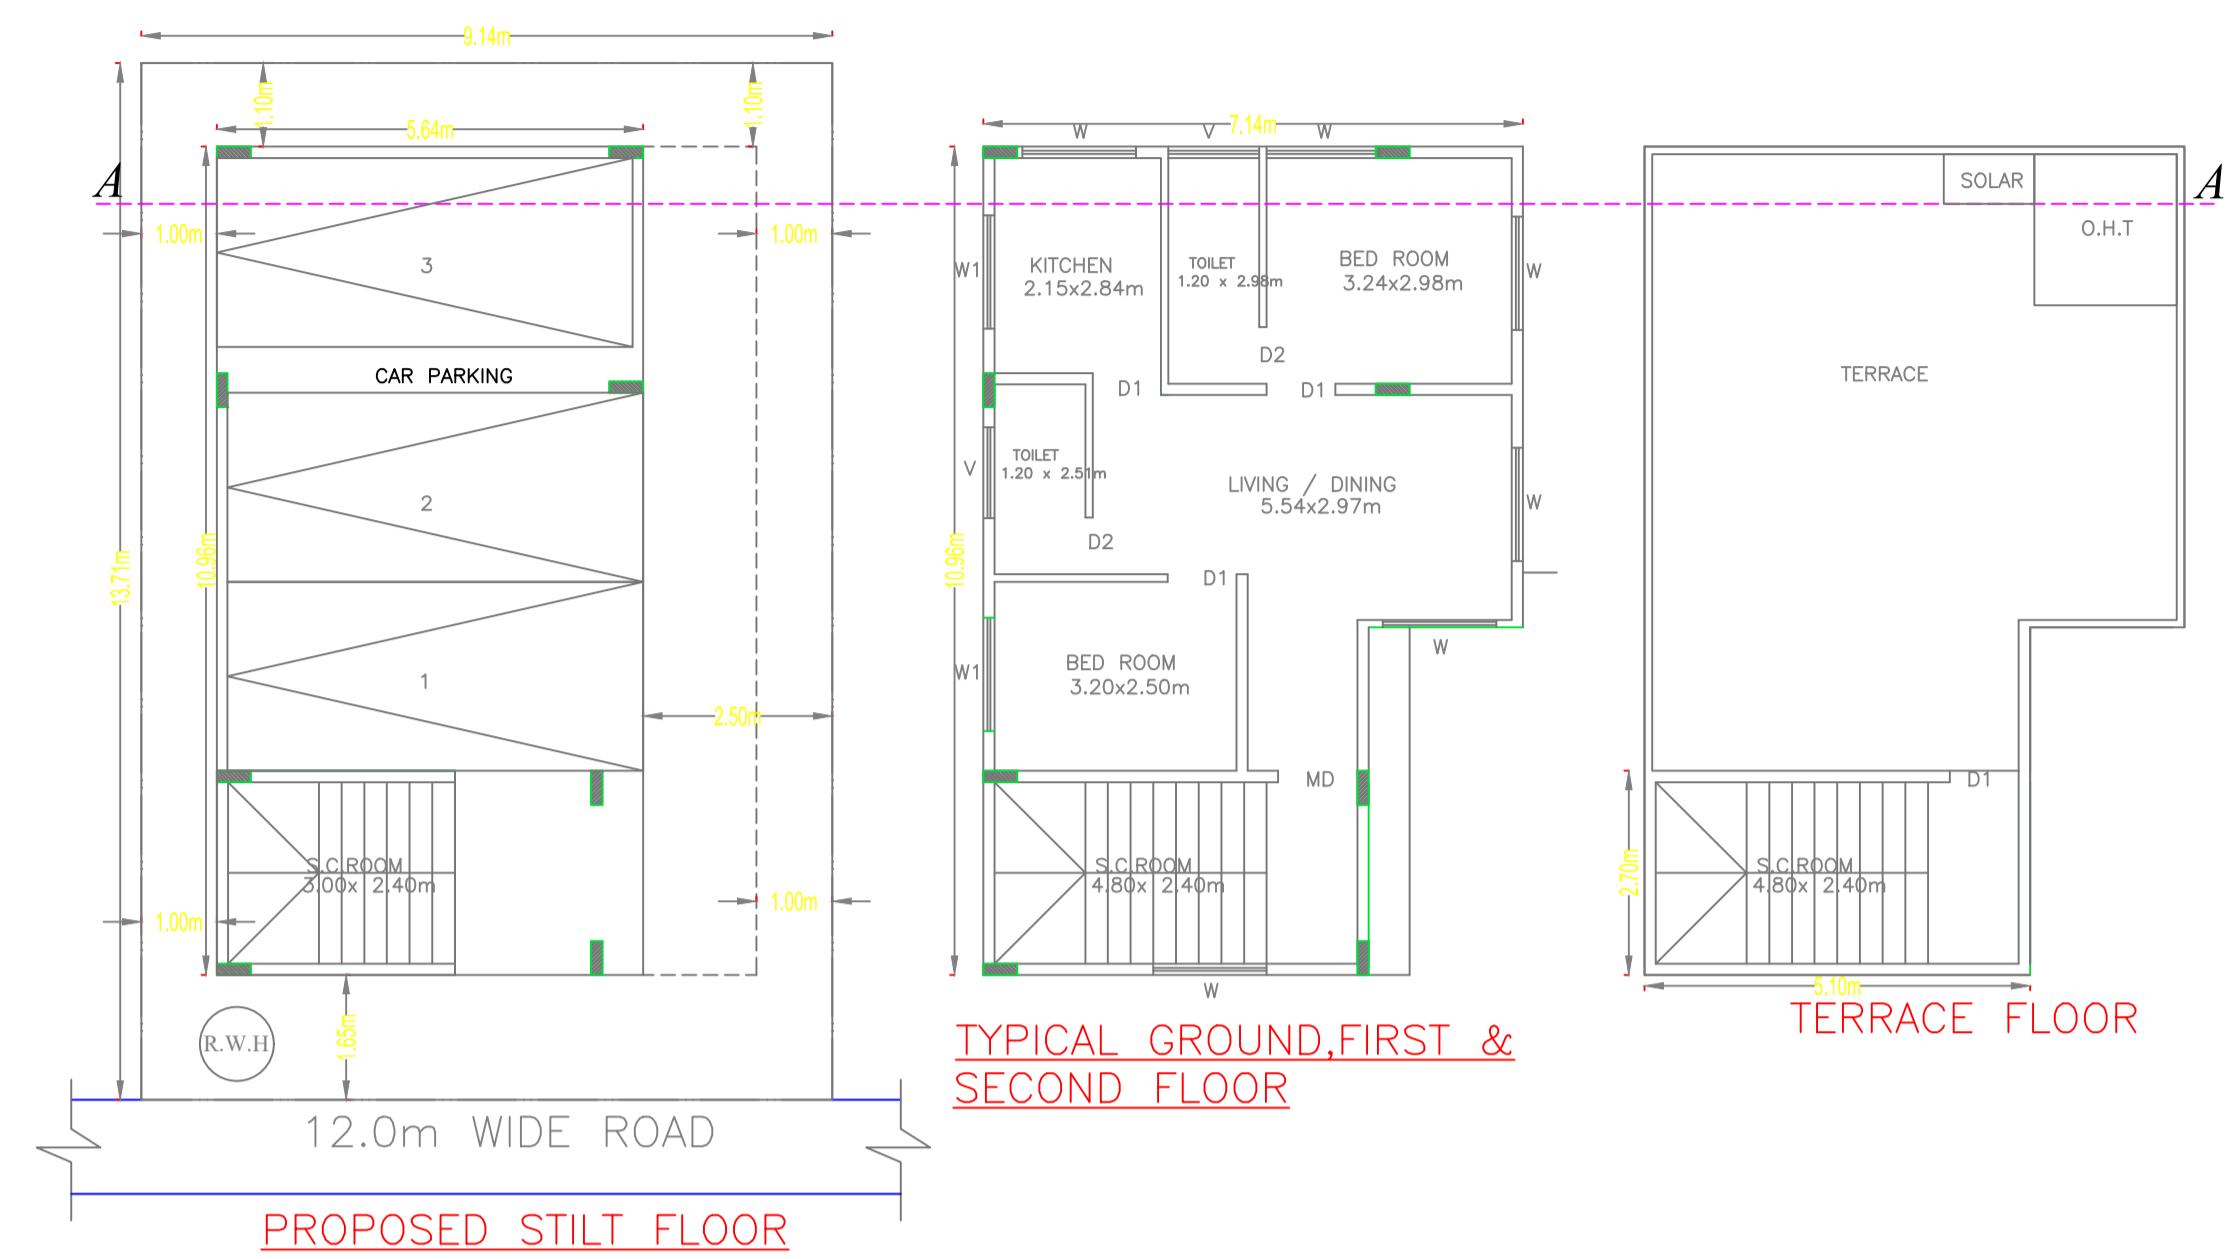 9.14m
1.10m
1.10m
5.64m
A
1.00m
1.00m
3
CAR PARKING
2
10.96m
13.71m
1
2.50m
S.C.ROOM
3.00x 2.40m
1.00m
1.00m
R.W.H
1.65m
12.0m WIDE ROAD
PROPOSED STILT FLOOR
7.14m
W
V
W
KITCHEN
2.15x2.84m
TOILET
1.20 x 2.98m
BED ROOM
3.24x2.98m
W1
W
D2
D1
D1
TOILET
1.20 x 2.51m
V
LIVING / DINING
5.54x2.97m
W
D2
10.96m
D1
W
BED ROOM
3.20x2.50m
W1
MD
S.C.ROOM
4.80x 2.40m
W
TYPICAL GROUND,FIRST &
SECOND FLOOR
SOLAR
A
O.H.T
TERRACE
D1
2.70m
S.C.ROOM
4.80x 2.40m
5.10m
TERRACE FLOOR